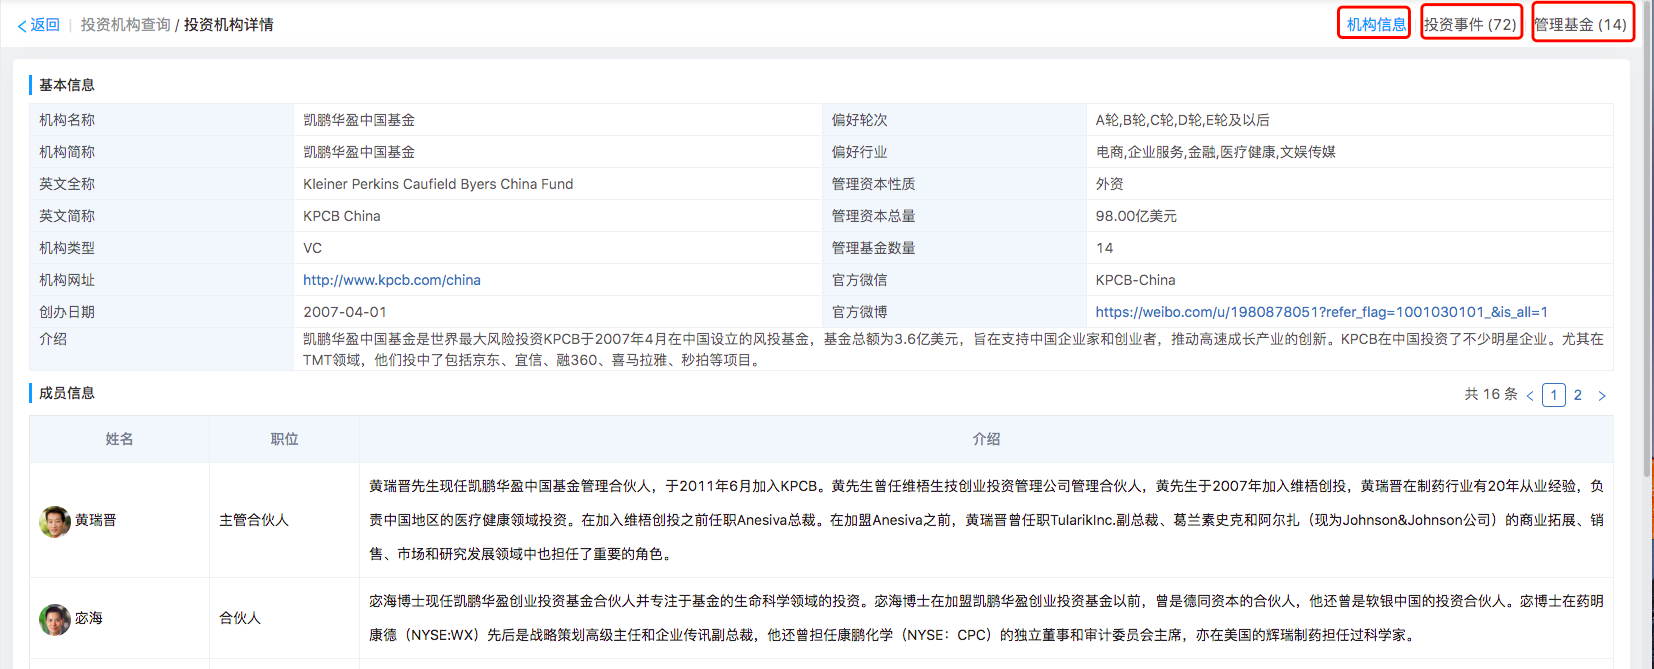 返回 | 投资机构查询 / 投资机构详情
机构信息 投资事件 (72) 管理基金 (14)
基本信息
机构名称 凯鹏华盈中国基金 偏好轮次 A轮,B轮,C轮,D轮,E轮及以后
机构简称 凯鹏华盈中国基金 偏好行业 电商,企业服务,金融,医疗健康,文娱传媒
英文全称 Kleiner Perkins Caufield Byers China Fund 管理资本性质 外资
英文简称 KPCB China 管理资本总量 98.00亿美元
机构类型 VC 管理基金数量 14
机构网址 http://www.kpcb.com/china 官方微信 KPCB-China
创办日期 2007-04-01 官方微博 https://weibo.com/u/1980878051?refer_flag=1001030101_&is_all=1
介绍 凯鹏华盈中国基金是世界最大风险投资KPCB于2007年4月在中国设立的风投基金，基金总额为3.6亿美元，旨在支持中国企业家和创业者，推动高速成长产业的创新。KPCB在中国投资了不少明星企业。尤其在
TMT领域，他们投中了包括京东、宜信、融360、喜马拉雅、秒拍等项目。
成员信息
共 16 条 < 1 2 >
姓名 职位 介绍
黄瑞晋先生现任凯鹏华盈中国基金管理合伙人，于2011年6月加入KPCB。黄先生曾任维梧生技创业投资管理公司管理合伙人，黄先生于2007年加入维梧创投，黄瑞晋在制药行业有20年从业经验，负
黄瑞晋 主管合伙人 责中国地区的医疗健康领域投资。在加入维梧创投之前任职Anesiva总裁。在加盟Anesiva之前，黄瑞晋曾任职TularikInc.副总裁、葛兰素史克和阿尔扎（现为Johnson&Johnson公司）的商业拓展、销
售、市场和研究发展领域中也担任了重要的角色。
宓海 合伙人 宓海博士现任凯鹏华盈创业投资基金合伙人并专注于基金的生命科学领域的投资。宓海博士在加盟凯鹏华盈创业投资基金以前，曾是德同资本的合伙人，他还曾是软银中国的投资合伙人。宓博士在药明
康德（NYSE:WX）先后是战略策划高级主任和企业传讯副总裁，他还曾担任康鹏化学（NYSE：CPC）的独立董事和审计委员会主席，亦在美国的辉瑞制药担任过科学家。